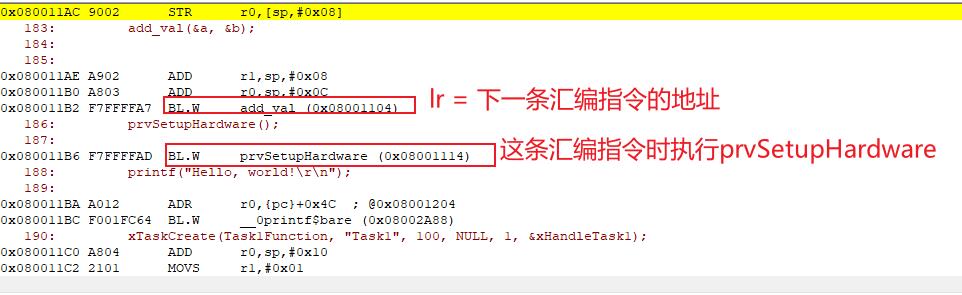 0x080011AC 9002 STR r0,[sp,#0x08]
183: add_val(&a, &b);
184:
185:
0x080011AE A902 ADD r1,sp,#0x08
0x080011B0 A803 ADD r0,sp,#0x0C
0x080011B2 F7FFFFA7 BL.W add_val (0x08001104)
lr = 下一条汇编指令的地址
186: prvSetupHardware();
187:
0x080011B6 F7FFFFAD BL.W prvSetupHardware (0x08001114)
这条汇编指令时执行prvSetupHardware
188: printf("Hello, world!\r\n");
189:
0x080011BA A012 ADR r0,{pc}+0x4C ; @0x08001204
0x080011BC F001FC64 BL.W __0printf$bare (0x08002A88)
190: xTaskCreate(Task1Function, "Task1", 100, NULL, 1, &xHandleTask1);
0x080011C0 A804 ADD r0,sp,#0x10
0x080011C2 2101 MOVS r1,#0x01